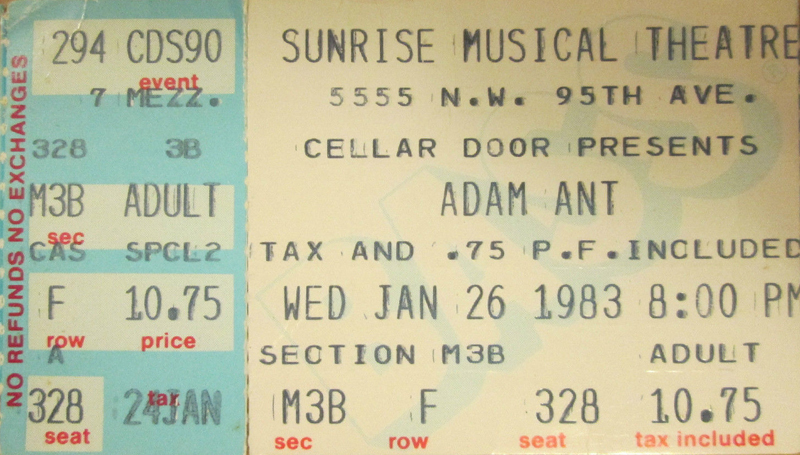 NO REFUNDS NO EXCHANGES
294 CDS90
event
7 MEZZ.
328 3B
M3B ADULT
sec
CAS SPCL2
F 10.75
row price
A
328 24JAN
tax
seat
SUNRISE MUSICAL THEATRE
5555 N.W. 95TH AVE.
CELLAR DOOR PRESENTS
ADAM ANT
TAX AND .75 P.F.INCLUDED
WED JAN 26 1983 8:00 PM
SECTION M3B ADULT
M3B F 328 10.75
sec row seat tax included
BASS